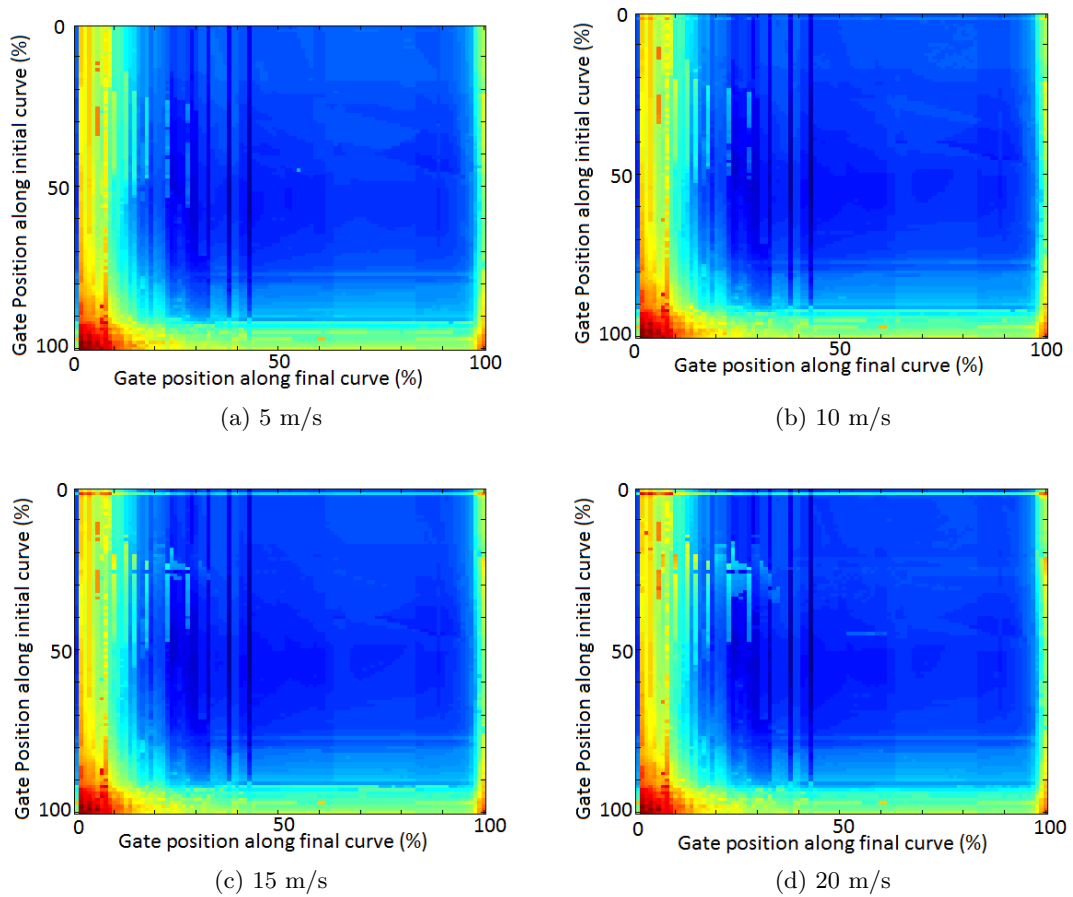 0
50
100
Gate Position along initial curve (%)
0
50
100
Gate position along final curve (%)
(a) 5 m/s
0
50
100
Gate Position along initial curve (%)
0
50
100
Gate position along final curve (%)
(b) 10 m/s
0
50
100
Gate Position along initial curve (%)
0
50
100
Gate position along final curve (%)
(c) 15 m/s
0
50
100
Gate Position along initial curve (%)
0
50
100
Gate position along final curve (%)
(d) 20 m/s